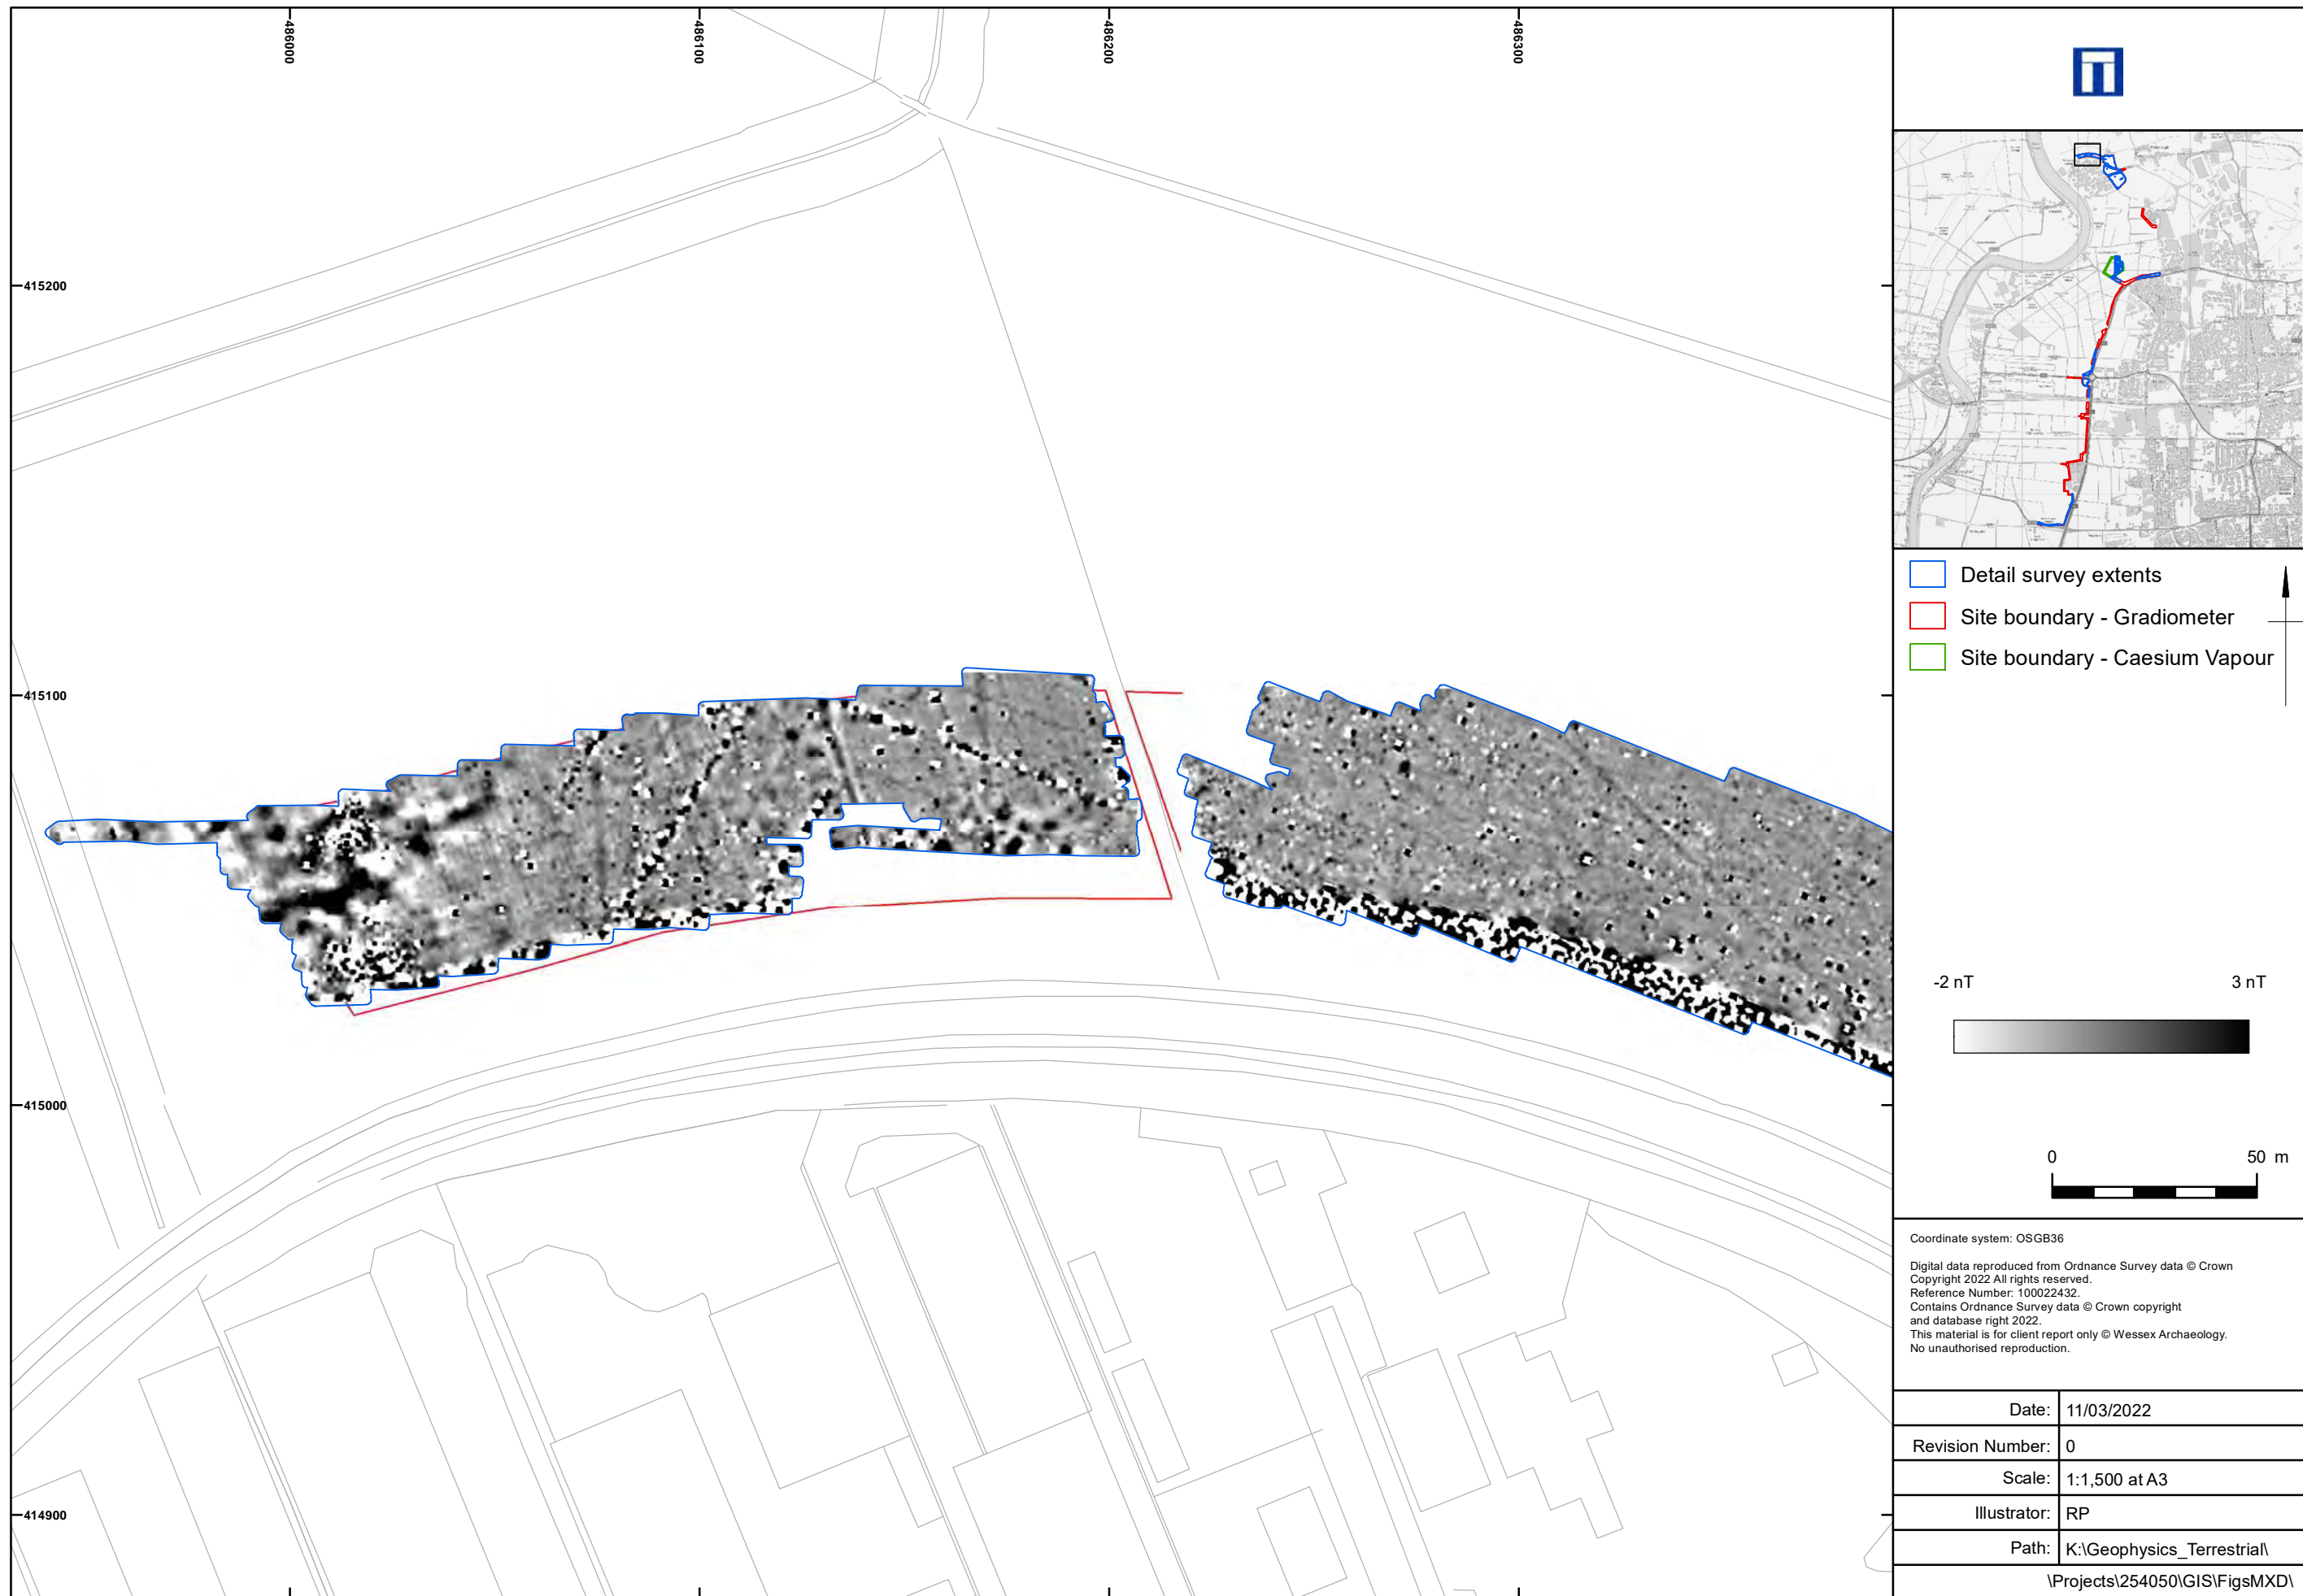 486000
486100
486200
486300
415200
415100
415000
414900
SCUNTHORPE
Detail survey extents
Site boundary - Gradiometer
Site boundary - Caesium Vapour
-2 nT
3 nT
0
50 m
Coordinate system: OSGB36
Digital data reproduced from Ordnance Survey data © Crown
Copyright 2022 All rights reserved.
Reference Number: 100022432.
Contains Ordnance Survey data © Crown copyright
and database right 2022.
This material is for client report only © Wessex Archaeology.
No unauthorised reproduction.
Date: 11/03/2022
Revision Number: 0
Scale: 1:1,500 at A3
Illustrator: RP
Path: K:\Geophysics_Terrestrial\
\Projects\254050\GIS\FigsMXD\